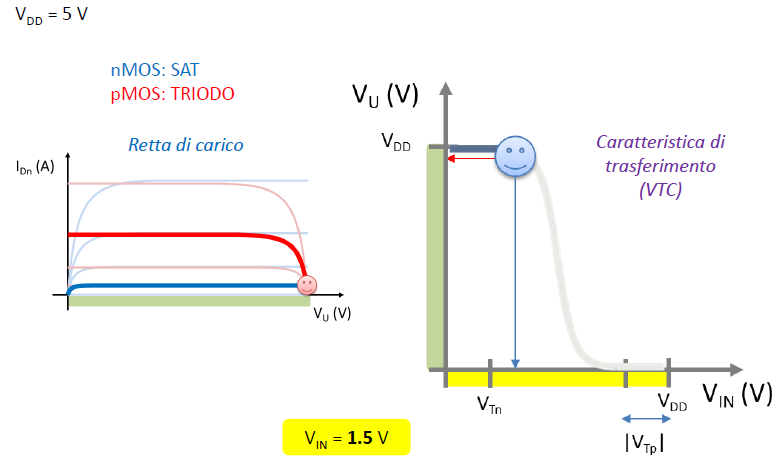 V_DD = 5 V
nMOS: SAT
pMOS: TRIODO
Retta di carico
I_Dn (A)
V_U (V)
V_U (V)
V_DD
Caratteristica di
trasferimento
(VTC)
V_Tn
V_DD
V_IN (V)
|V_Tp|
V_IN = 1.5 V